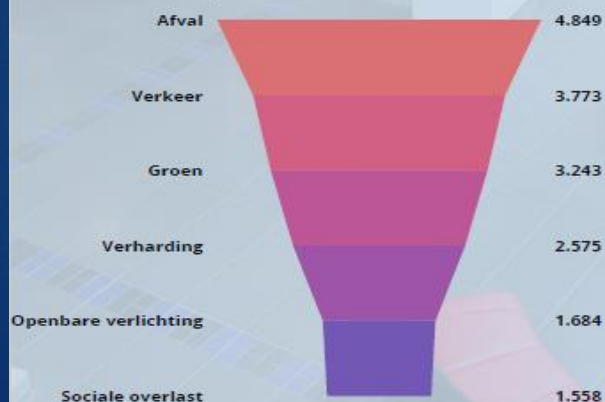 Afval 4.849
Verkeer 3.773
Groen 3.243
Verharding 2.575
Openbare verlichting 1.684
Sociale overlast 1.558